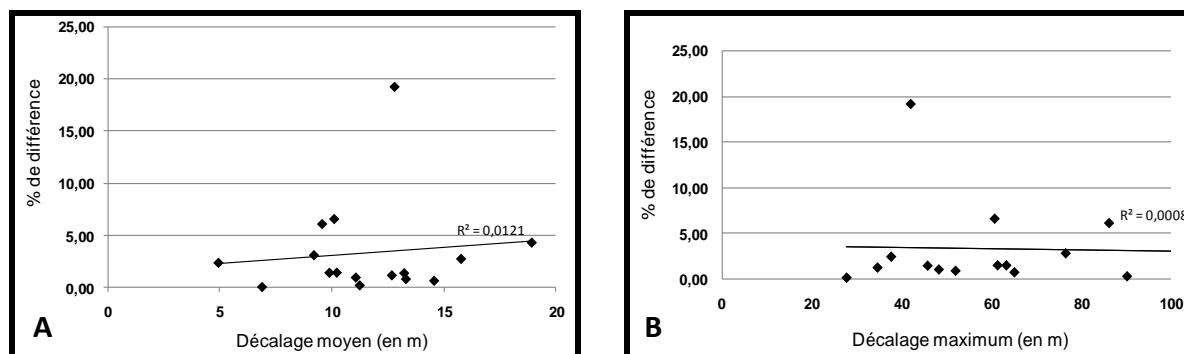 25,00
20,00
15,00
10,00
5,00
0,00
% de différence
R² = 0,0121
0 5 10 15 20
Décalage moyen (en m)
A
25,00
20,00
15,00
10,00
5,00
0,00
% de différence
R² = 0,0008
0 20 40 60 80 100
Décalage maximum (en m)
B